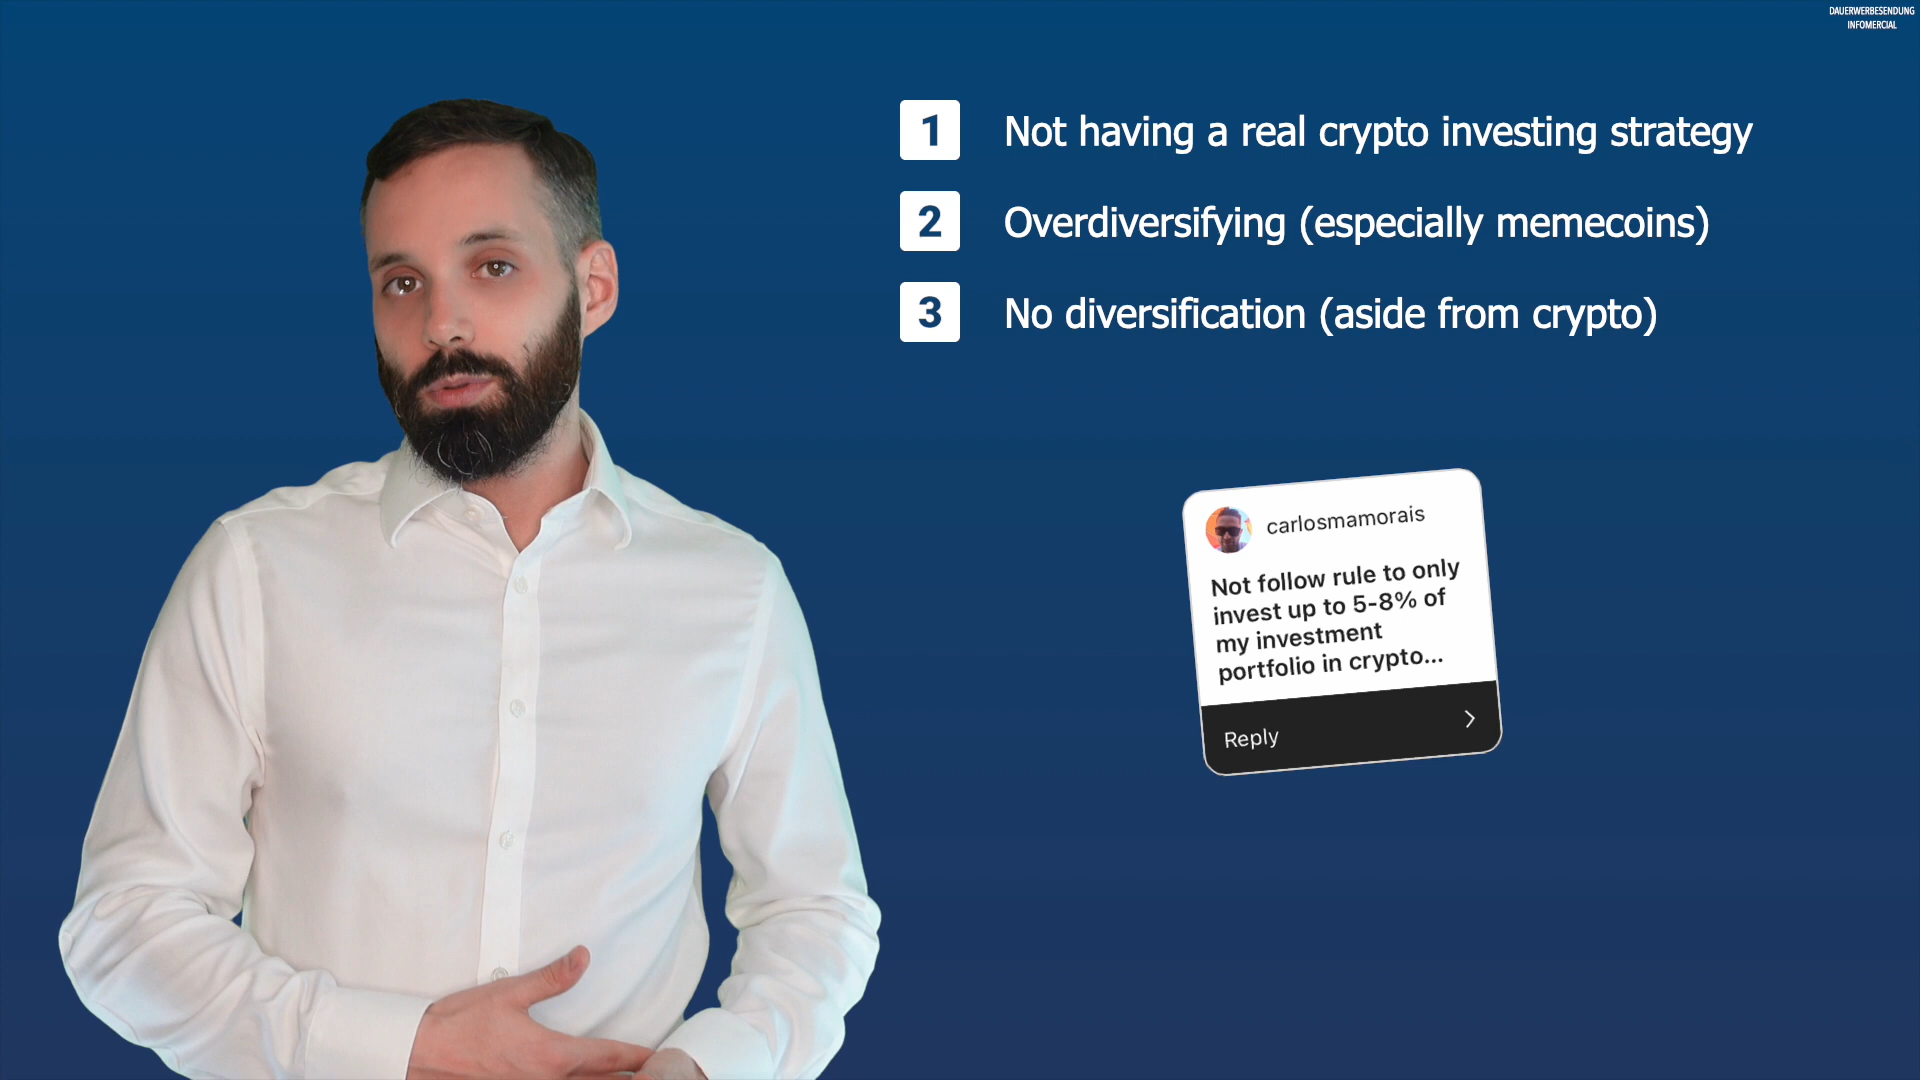 DAUERWERBESENDUNG
INFOMERCIAL
1 Not having a real crypto investing strategy
2 Overdiversifying (especially memecoins)
3 No diversification (aside from crypto)
carlosmamorais
Not follow rule to only
invest up to 5-8% of
my investment
portfolio in crypto...
Reply